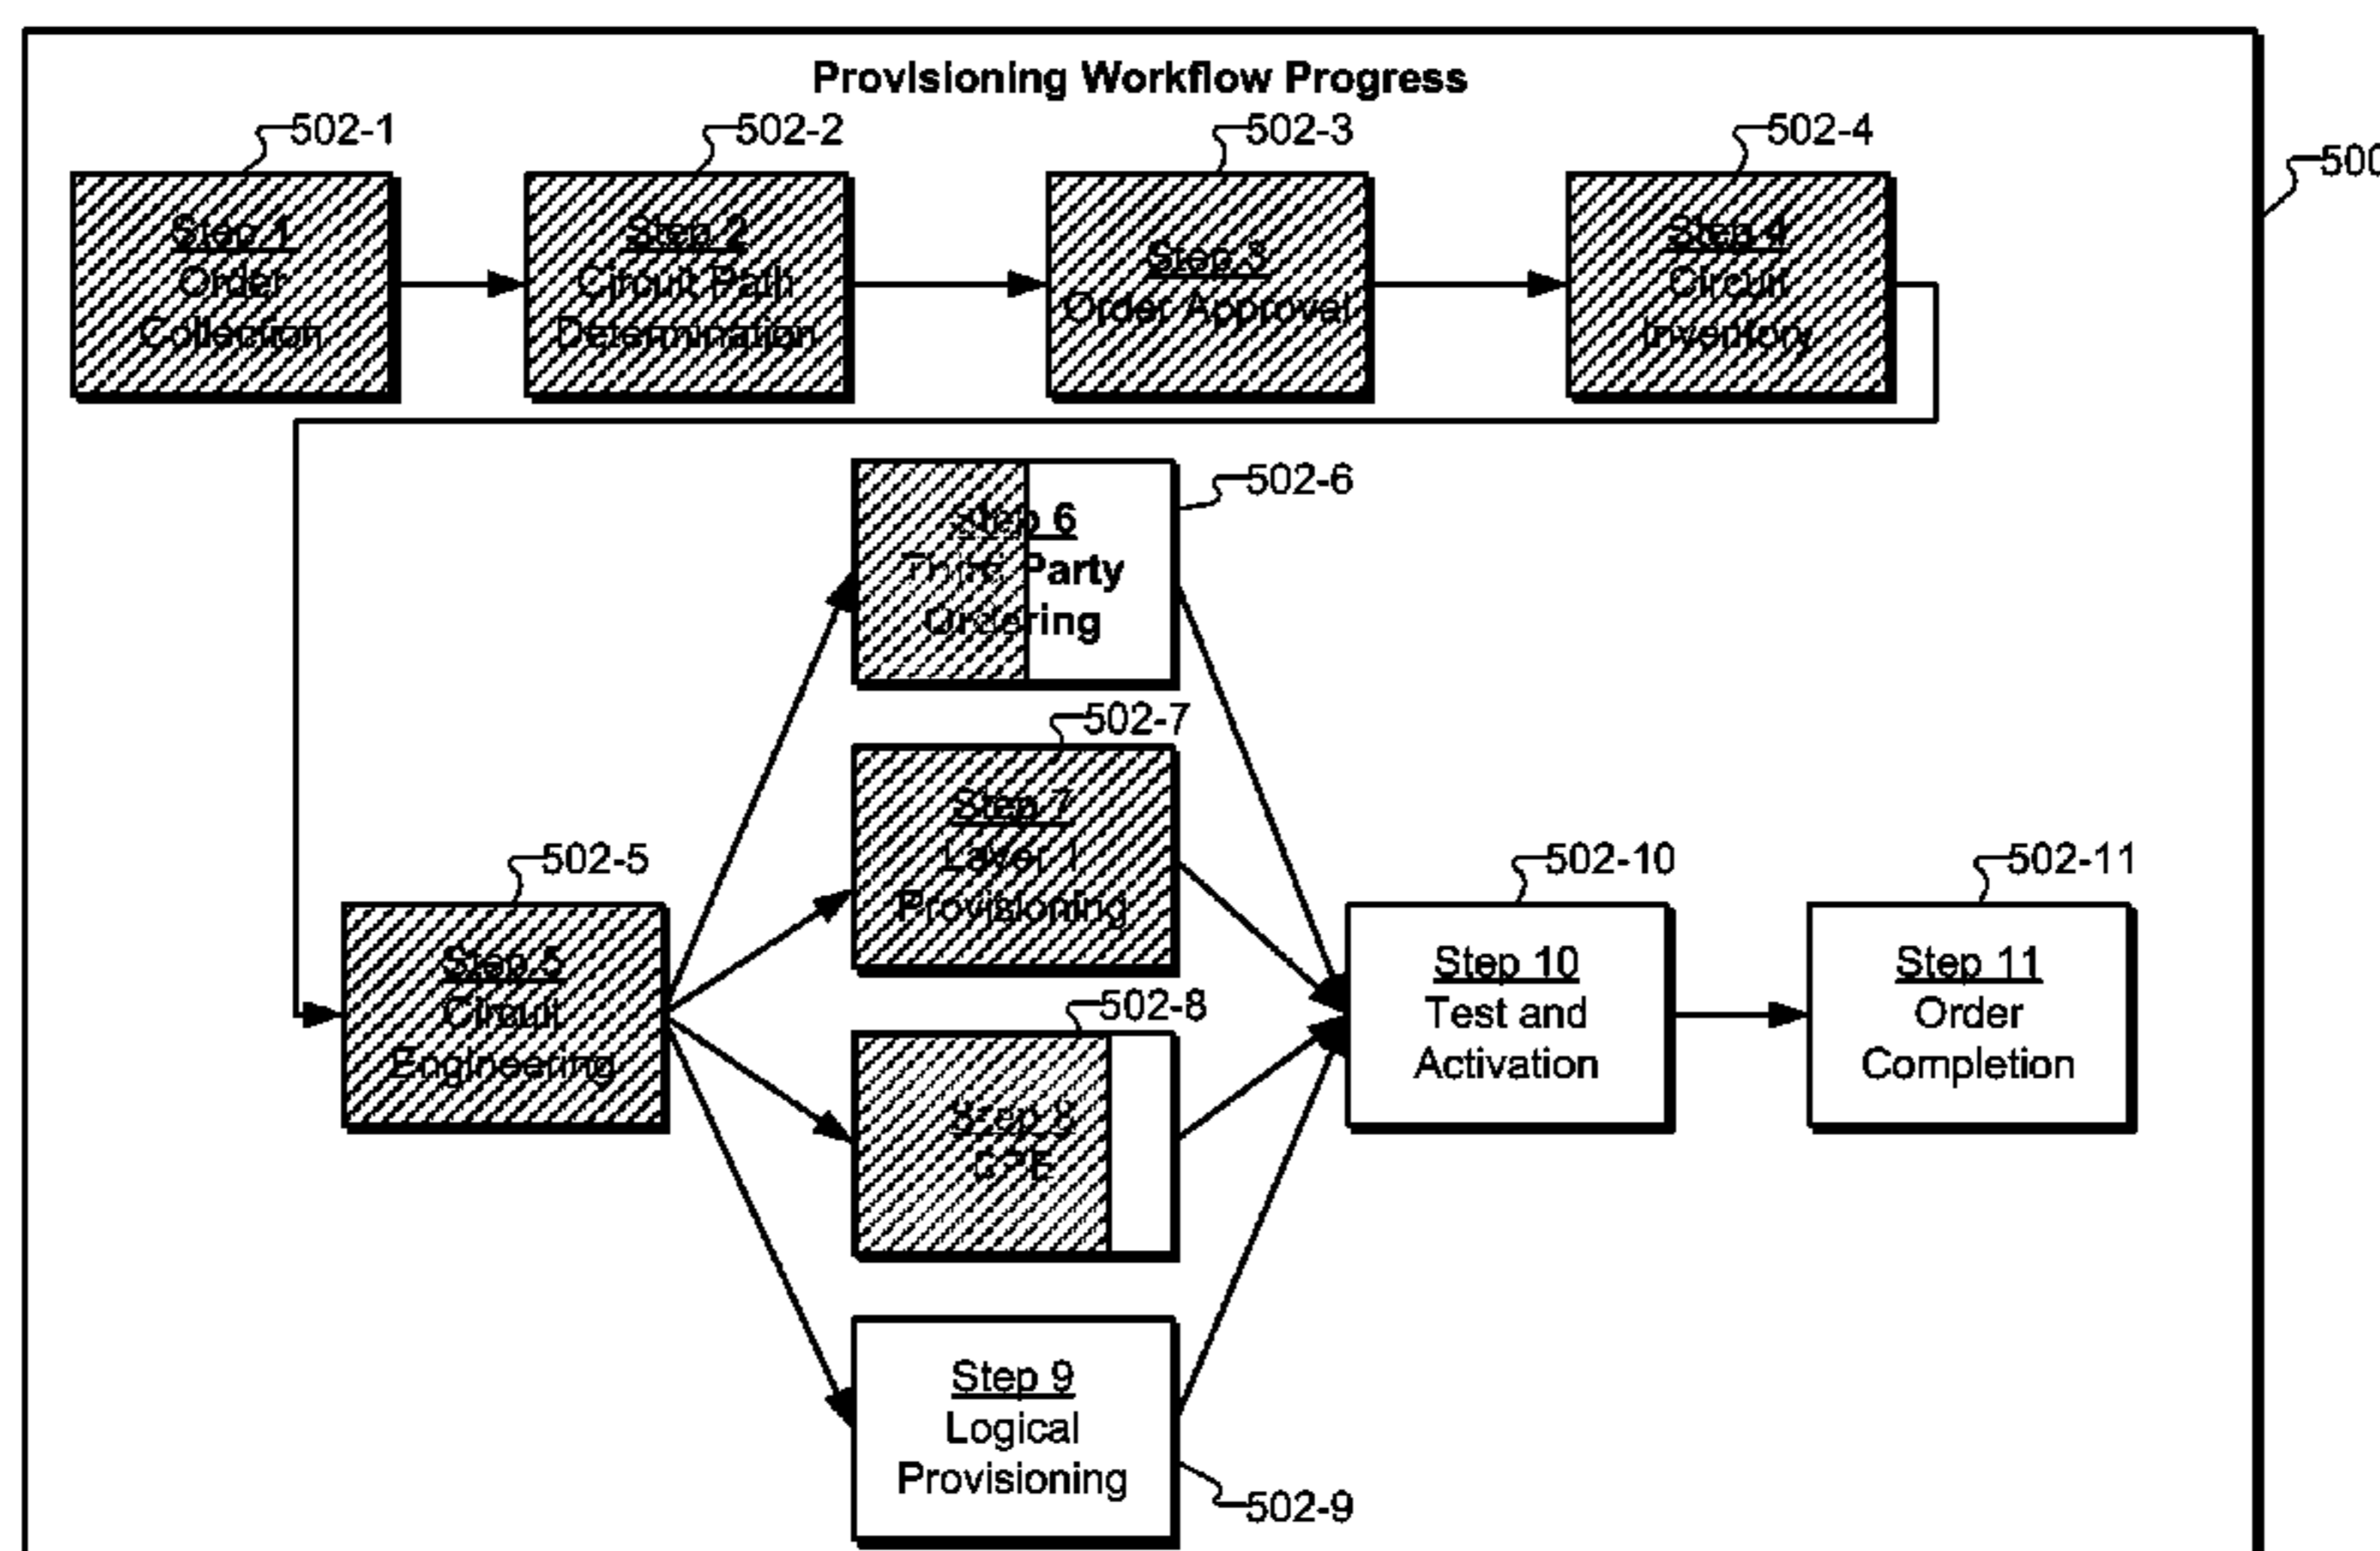 Provisioning Workflow Progress
502-1
502-2
502-3
502-4
500
Step 1
Order
Collection
Step 2
Circuit Path
Determination
Step 3
Order Approval
Step 4
Circuit
Inventory
502-6
Step 6
Third Party
Ordering
502-7
Step 7
Layer 1
Provisioning
502-5
Step 5
Circuit
Engineering
502-8
Step 8
CPE
502-10
Step 10
Test and
Activation
502-11
Step 11
Order
Completion
Step 9
Logical
Provisioning
502-9